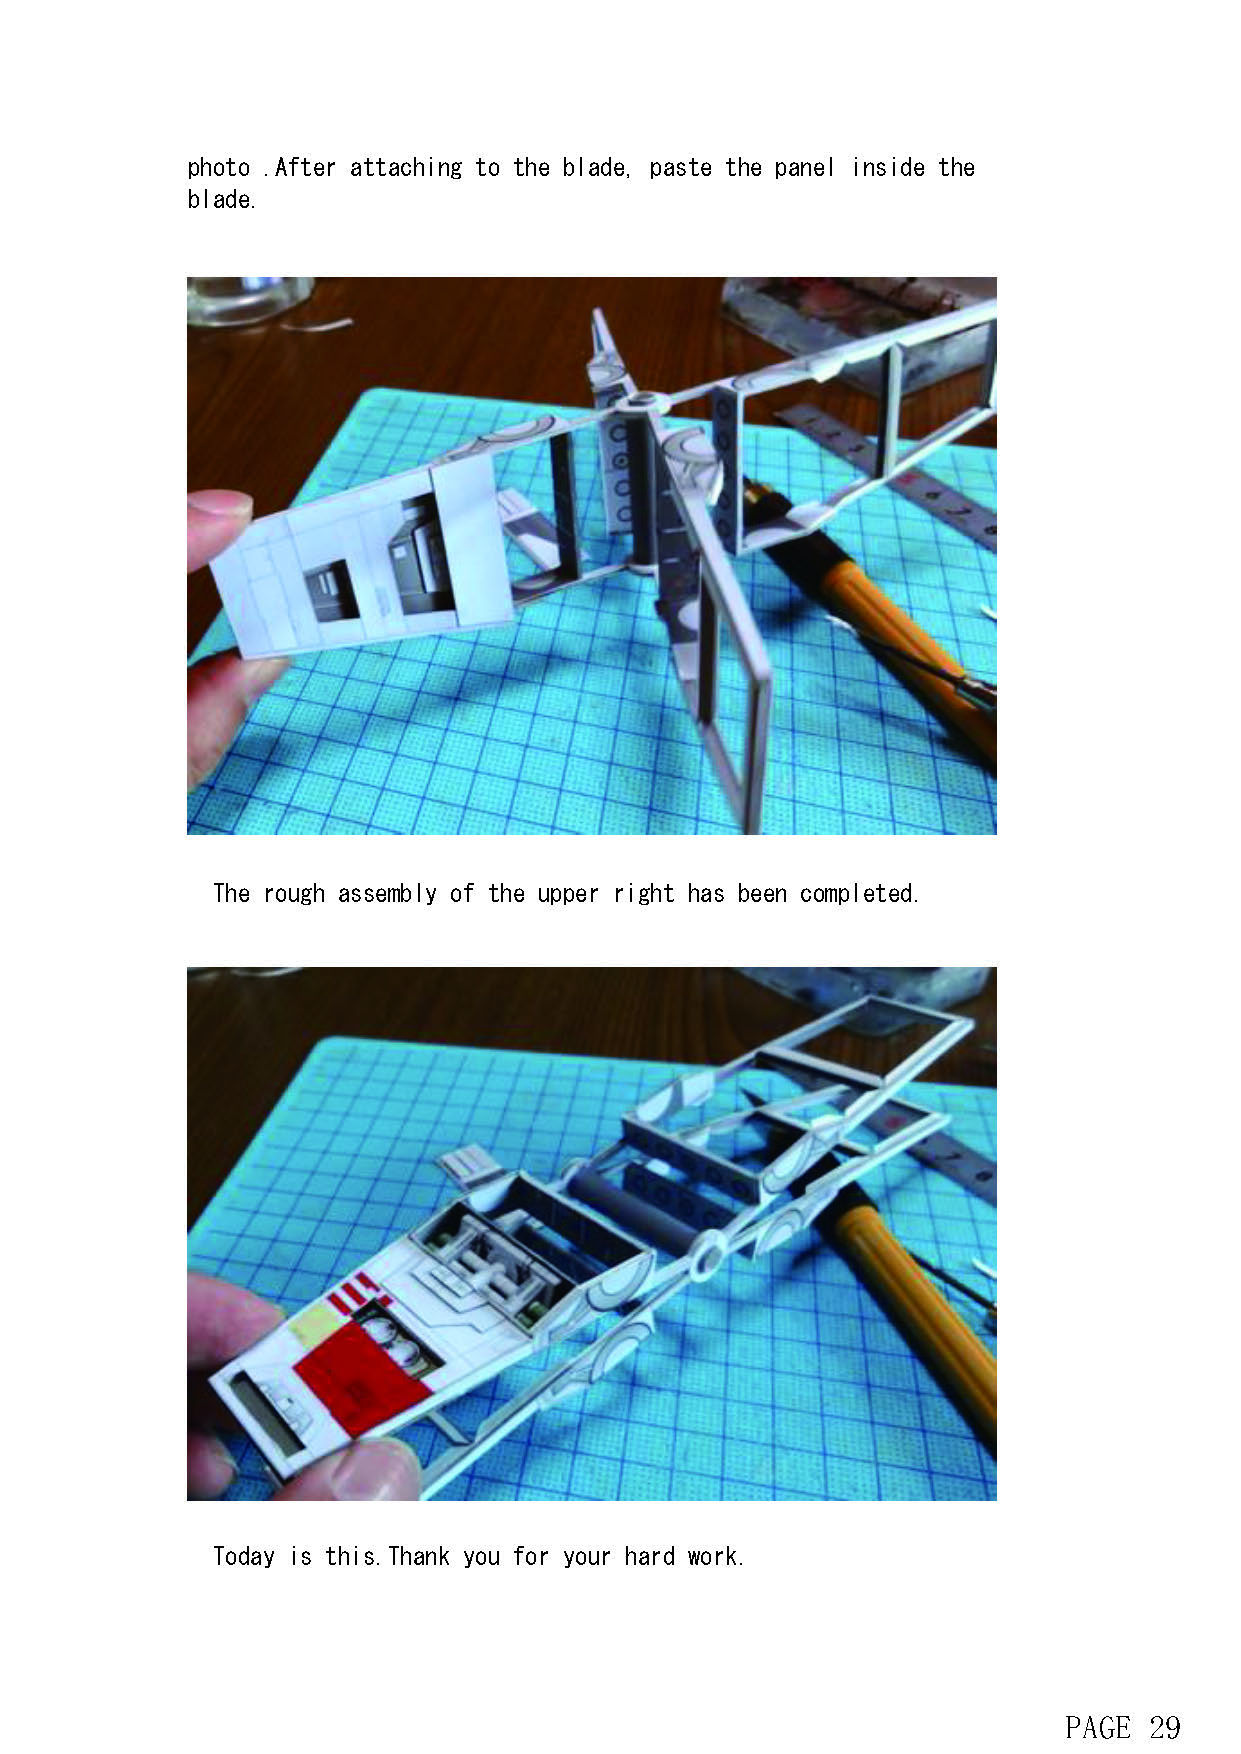 photo .After attaching to the blade, paste the panel inside the
blade.
The rough assembly of the upper right has been completed.
Today is this.Thank you for your hard work.
PAGE 29